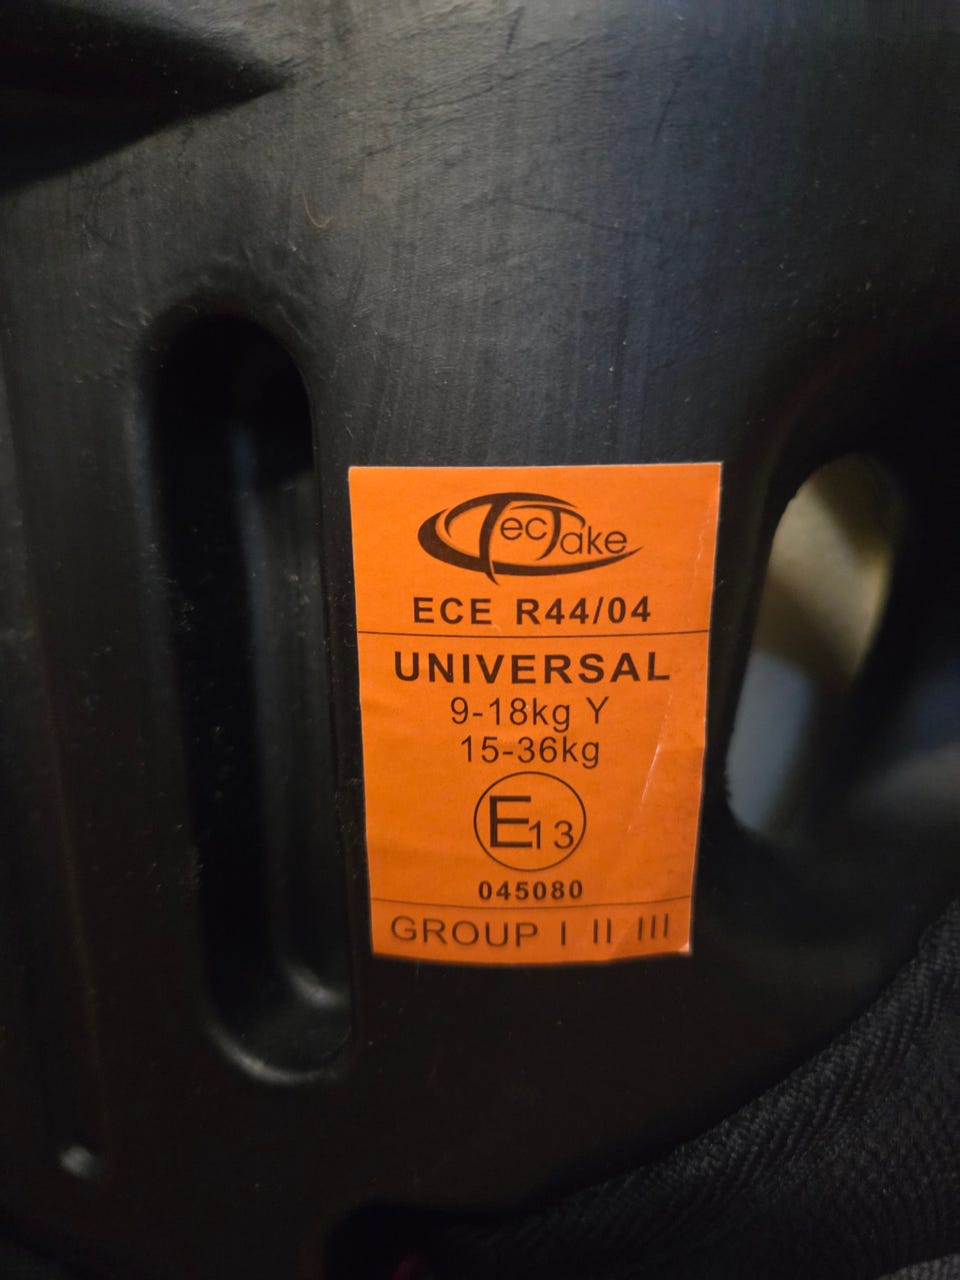 TecTake
ECE R44/04
UNIVERSAL
9-18kg Y
15-36kg
E13
045080
GROUP I II III